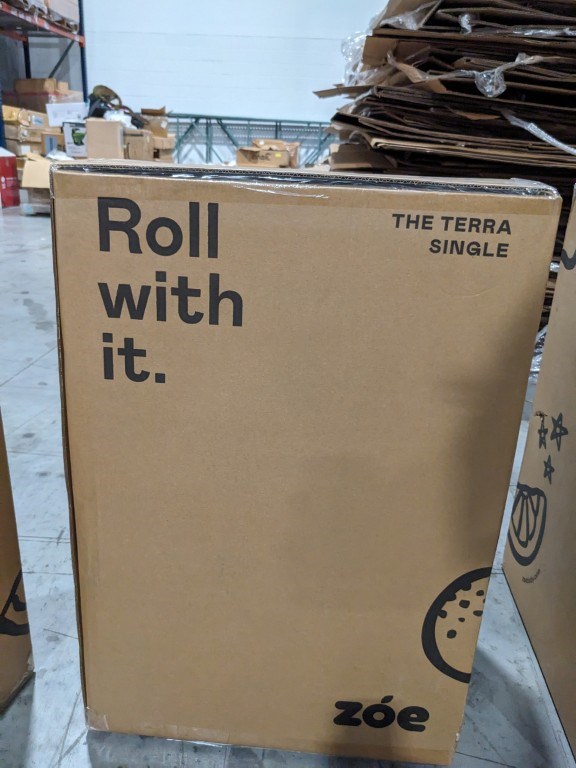 Roll
with
it.
THE TERRA
SINGLE
zóe